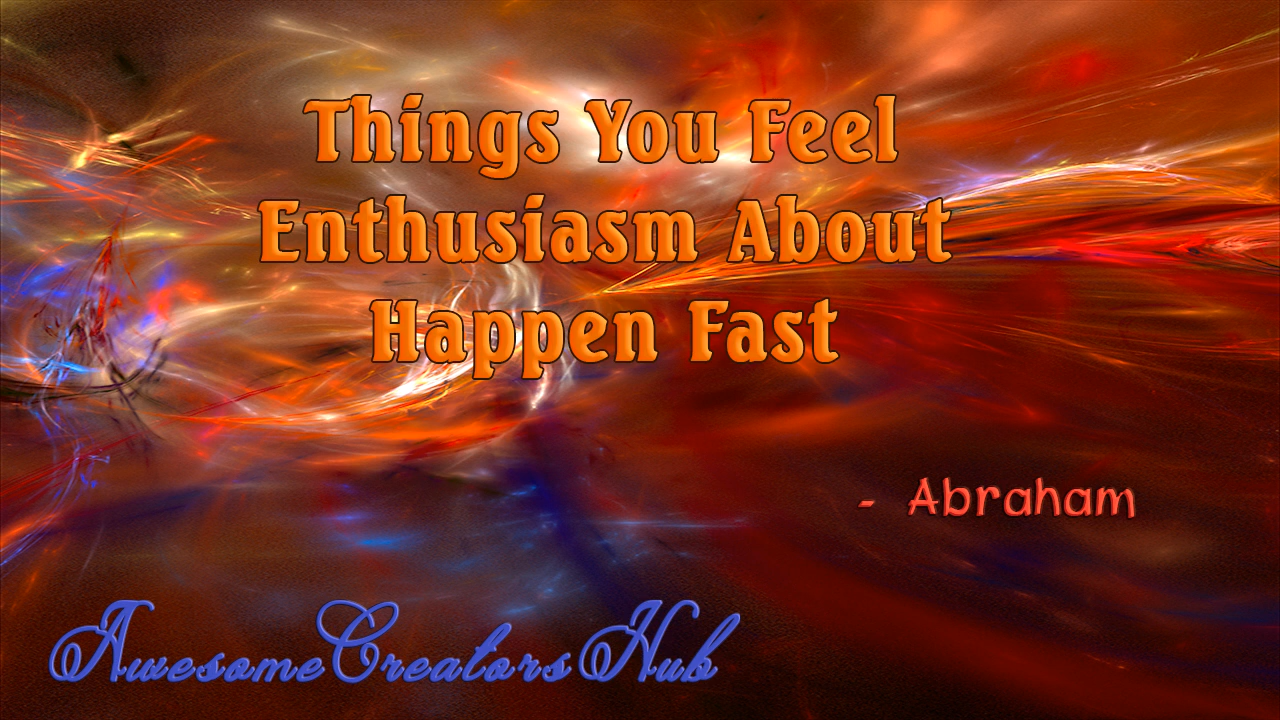 Things You Feel
Enthusiasm About
Happen Fast
- Abraham
AwesomeCreatorsHub